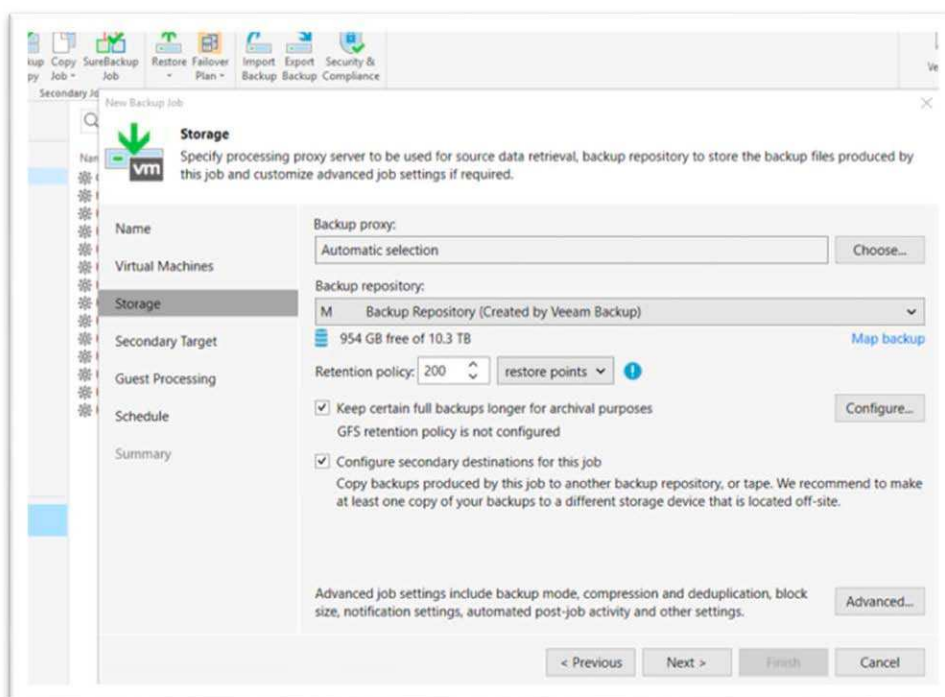 Copy SureBackup Restore Failover Import Export Security &
Job Job Plan Backup Backup Compliance
Secondary
New Backup Job
Storage
Specify processing proxy server to be used for source data retrieval, backup repository to store the backup files produced by
this job and customize advanced job settings if required.
vm
Name
Virtual Machines
Storage
Secondary Target
Guest Processing
Schedule
Summary
Backup proxy:
Automatic selection
Choose...
Backup repository:
M Backup Repository (Created by Veeam Backup)
954 GB free of 10.3 TB
Map backup
Retention policy: 200 restore points
Keep certain full backups longer for archival purposes
Configure...
GFS retention policy is not configured
Configure secondary destinations for this job
Copy backups produced by this job to another backup repository, or tape. We recommend to make
at least one copy of your backups to a different storage device that is located off-site.
Advanced job settings include backup mode, compression and deduplication, block
size, notification settings, automated post-job activity and other settings.
Advanced...
< Previous Next > Finish Cancel